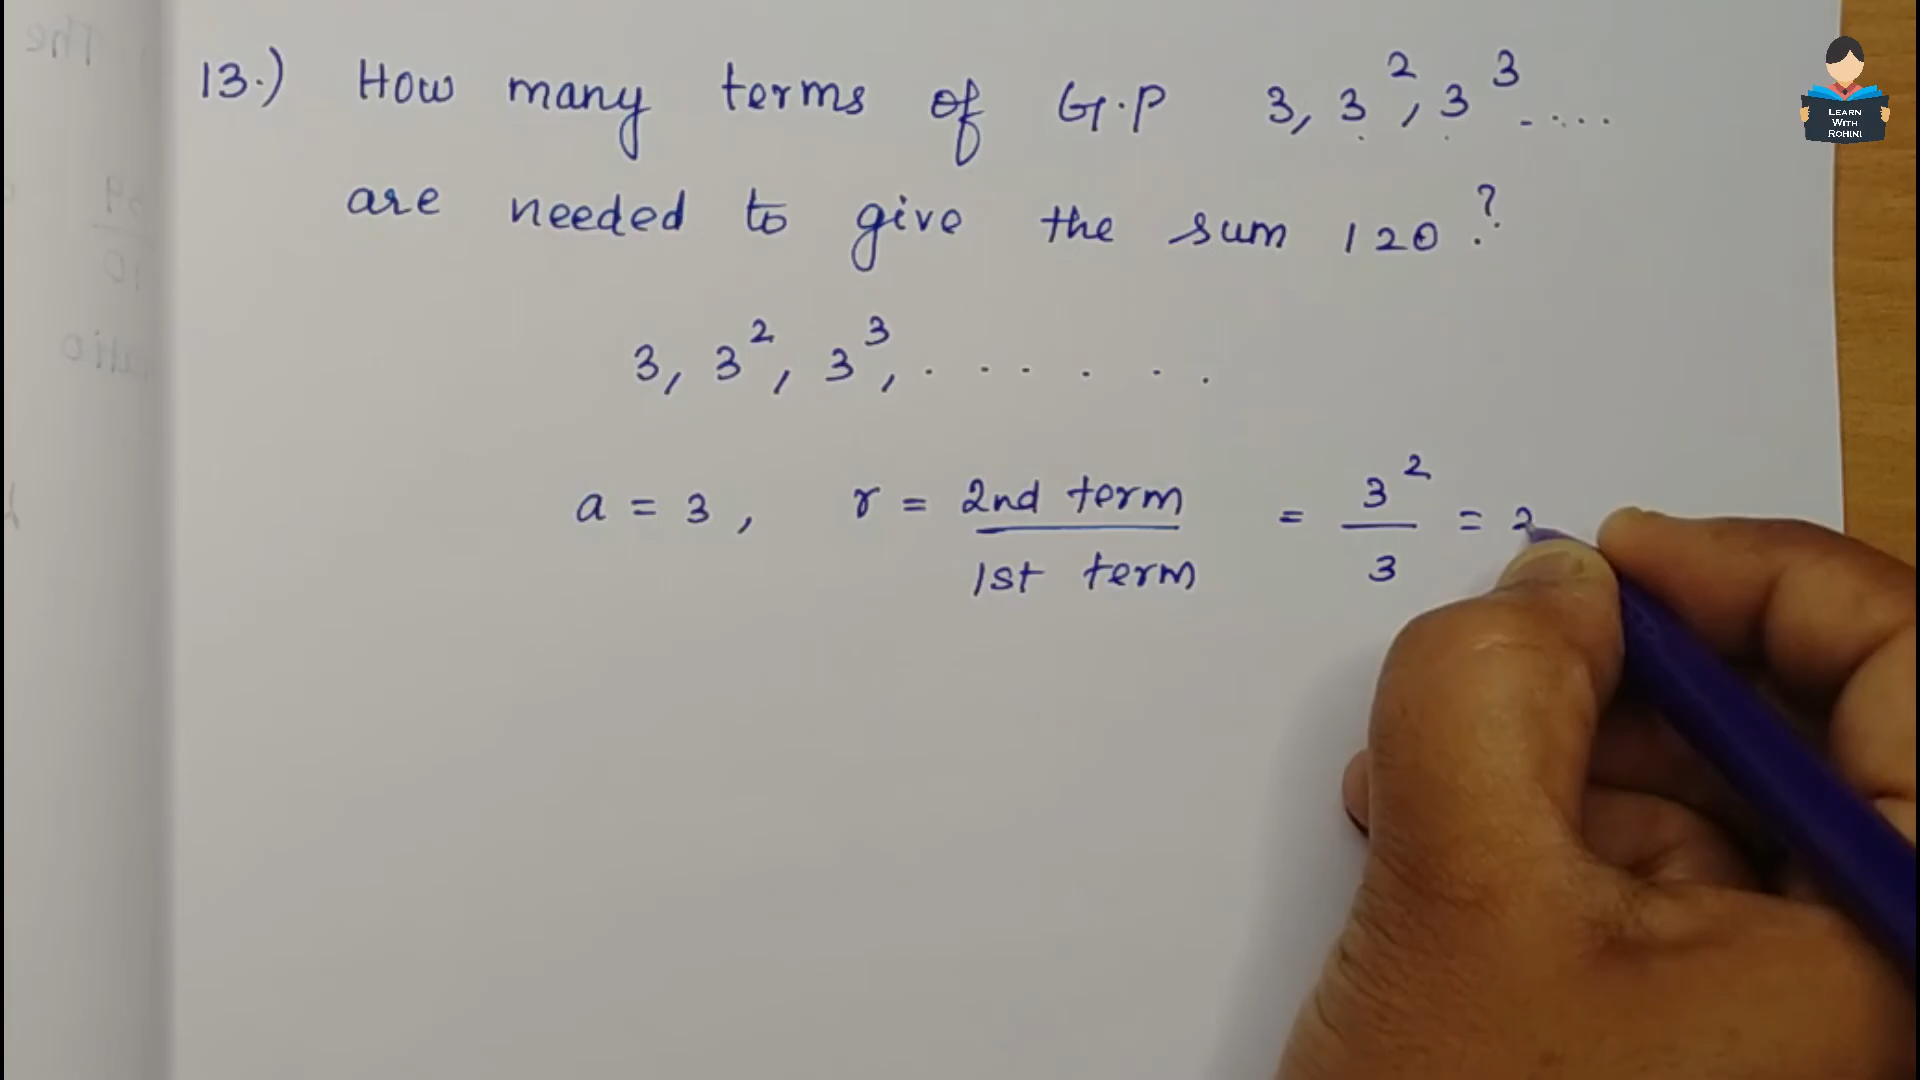 13.) How many terms of G.P 3, 3², 3³ .....
are needed to give the sum 120 ?
3, 3², 3³, . . . . . .
a = 3 , r = 2nd term / 1st term = 3² / 3 =
LEARN
WITH
ROHINI
The